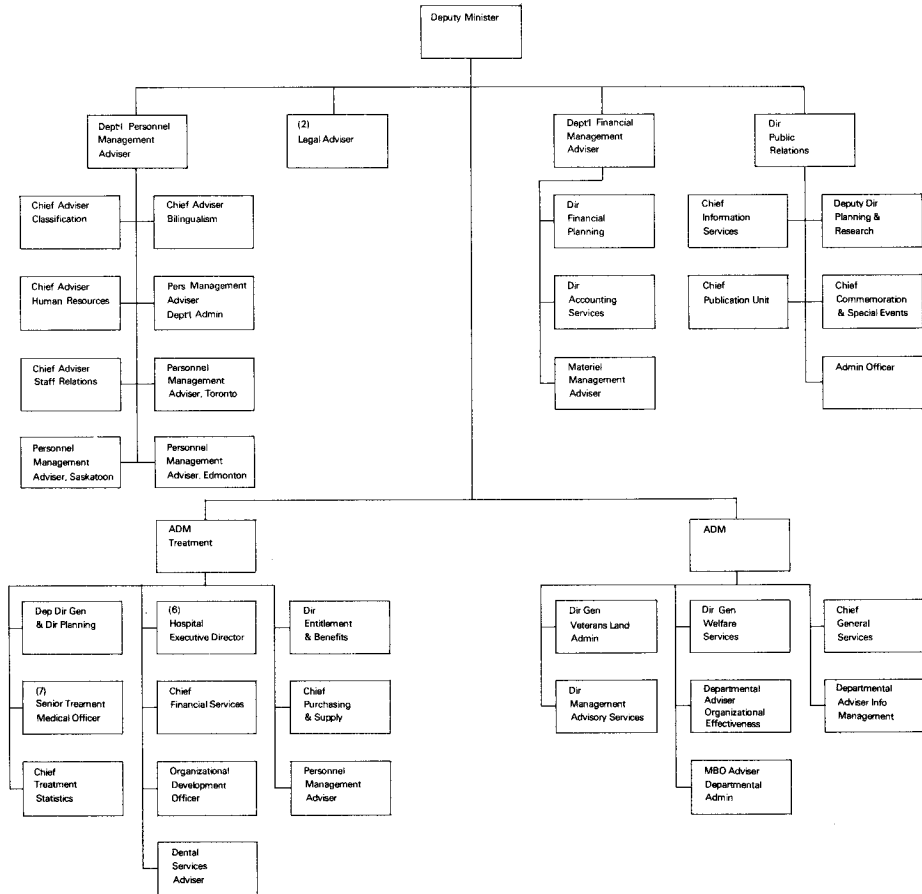 Deputy Minister
Dept'l Personnel
Management
Adviser
(2)
Legal Adviser
Dept'l Financial
Management
Adviser
Dir
Public
Relations
Chief Adviser
Classification
Chief Adviser
Bilingualism
Dir
Financial
Planning
Chief
Information
Services
Deputy Dir
Planning &
Research
Chief Adviser
Human Resources
Pers Management
Adviser
Dept'l Admin
Dir
Accounting
Services
Chief
Publication Unit
Chief
Commemoration
& Special Events
Chief Adviser
Staff Relations
Personnel
Management
Adviser, Toronto
Materiel
Management
Adviser
Admin Officer
Personnel
Management
Adviser, Saskatoon
Personnel
Management
Adviser, Edmonton
ADM
Treatment
ADM
Dep Dir Gen
& Dir Planning
(6)
Hospital
Executive Director
Dir
Entitlement
& Benefits
Dir Gen
Veterans Land
Admin
Dir Gen
Welfare
Services
Chief
General
Services
(7)
Senior Treament
Medical Officer
Chief
Financial Services
Chief
Purchasing
& Supply
Dir
Management
Advisory Services
Departmental
Adviser
Organizational
Effectiveness
Departmental
Adviser Info
Management
Chief
Treatment
Statistics
Organizational
Development
Officer
Personnel
Management
Adviser
MBO Adviser
Departmental
Admin
Dental
Services
Adviser